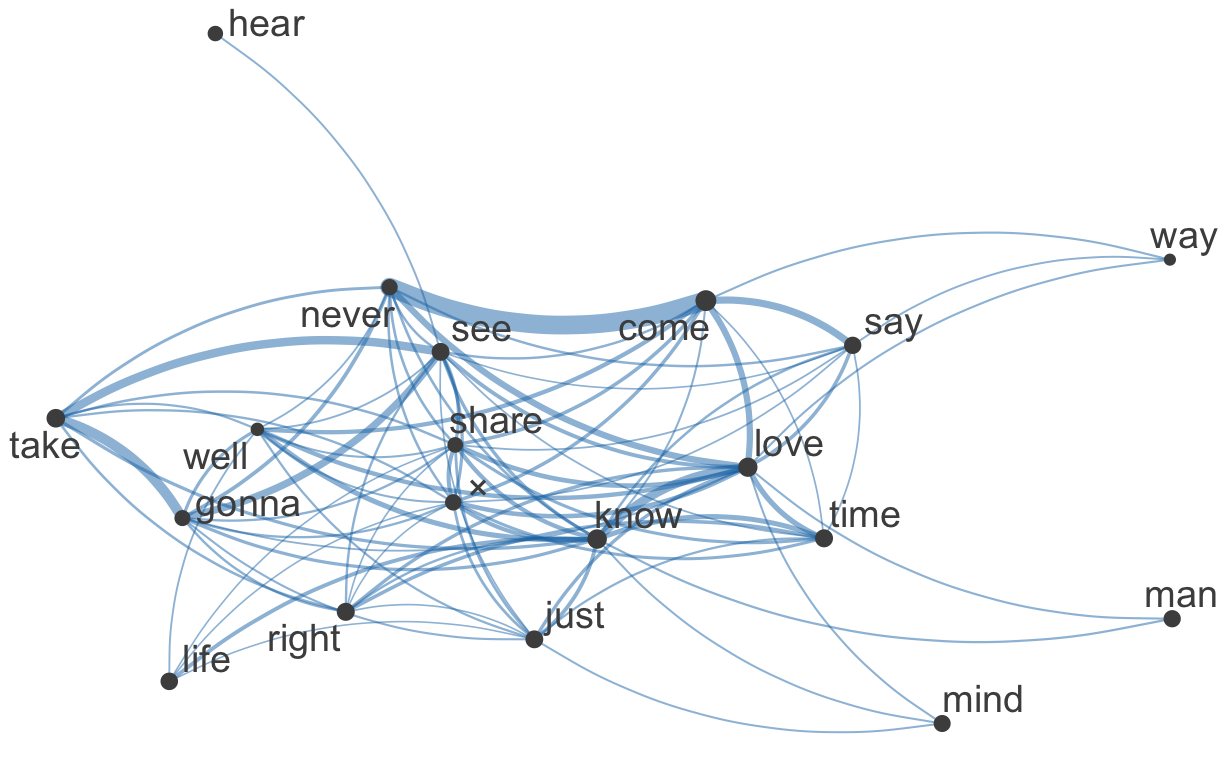 hear
way
never
see
come
say
share
take
well
love
×
gonna
know
time
man
just
right
life
mind